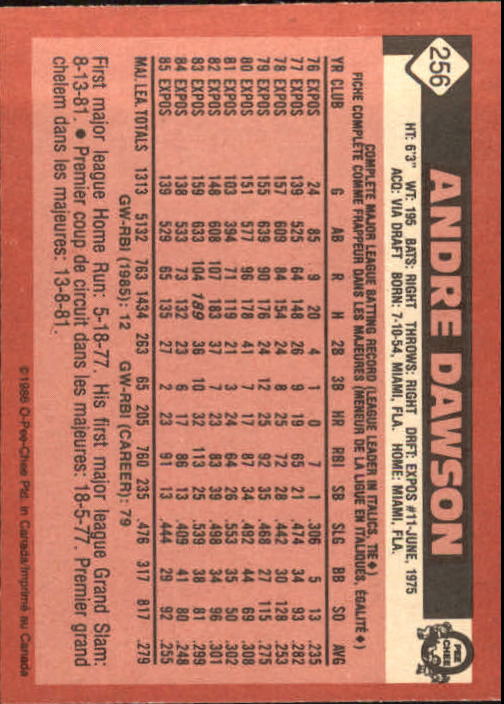 256
ANDRE DAWSON
O PEE CHEE
HT: 6'3" WT: 195 BATS: RIGHT THROWS: RIGHT DRFT: EXPOS #11-JUNE, 1975
ACQ: VIA DRAFT BORN: 7-10-54, MIAMI, FLA. HOME: MIAMI, FLA.
COMPLETE MAJOR LEAGUE BATTING RECORD (LEAGUE LEADER IN ITALICS, TIE ♦)
FICHE COMPLÈTE COMME FRAPPEUR DANS LES MAJEURES (MENEUR DE LA LIGUE EN ITALIQUES, ÉGALITÉ ♦)
YR CLUB G AB R H 2B 3B HR RBI SB SLG BB SO AVG
76 EXPOS 24 85 9 20 4 1 0 7 1 .306 5 13 .235
77 EXPOS 139 525 64 148 26 9 19 65 21 .474 34 93 .282
78 EXPOS 157 609 84 154 24 8 25 72 28 .442 30 128 .253
79 EXPOS 155 639 90 176 24 12 25 92 35 .468 27 115 .275
80 EXPOS 151 577 96 178 41 7 17 87 34 .492 44 69 .308
81 EXPOS 103 394 71 119 21 3 24 64 26 .553 35 50 .302
82 EXPOS 148 608 107 183 37 7 23 83 39 .498 34 96 .301
83 EXPOS 159 633 104 189 36 10 32 113 25 .539 38 81 .299
84 EXPOS 138 533 73 132 23 6 17 86 13 .409 41 80 .248
85 EXPOS 139 529 65 135 27 2 23 91 13 .444 29 92 .255
MAJ. LEA. TOTALS 1313 5132 763 1434 263 65 205 760 235 .476 317 817 .279
GW-RBI (1985): 12 GW-RBI (CAREER): 79
First major league Home Run: 5-18-77. His first major league Grand Slam:
8-13-81. ● Premier coup de circuit dans les majeures: 18-5-77. Premier grand
chelem dans les majeures: 13-8-81.
©1986 O-Pee-Chee Ptd. in Canada/Imprimé au Canada